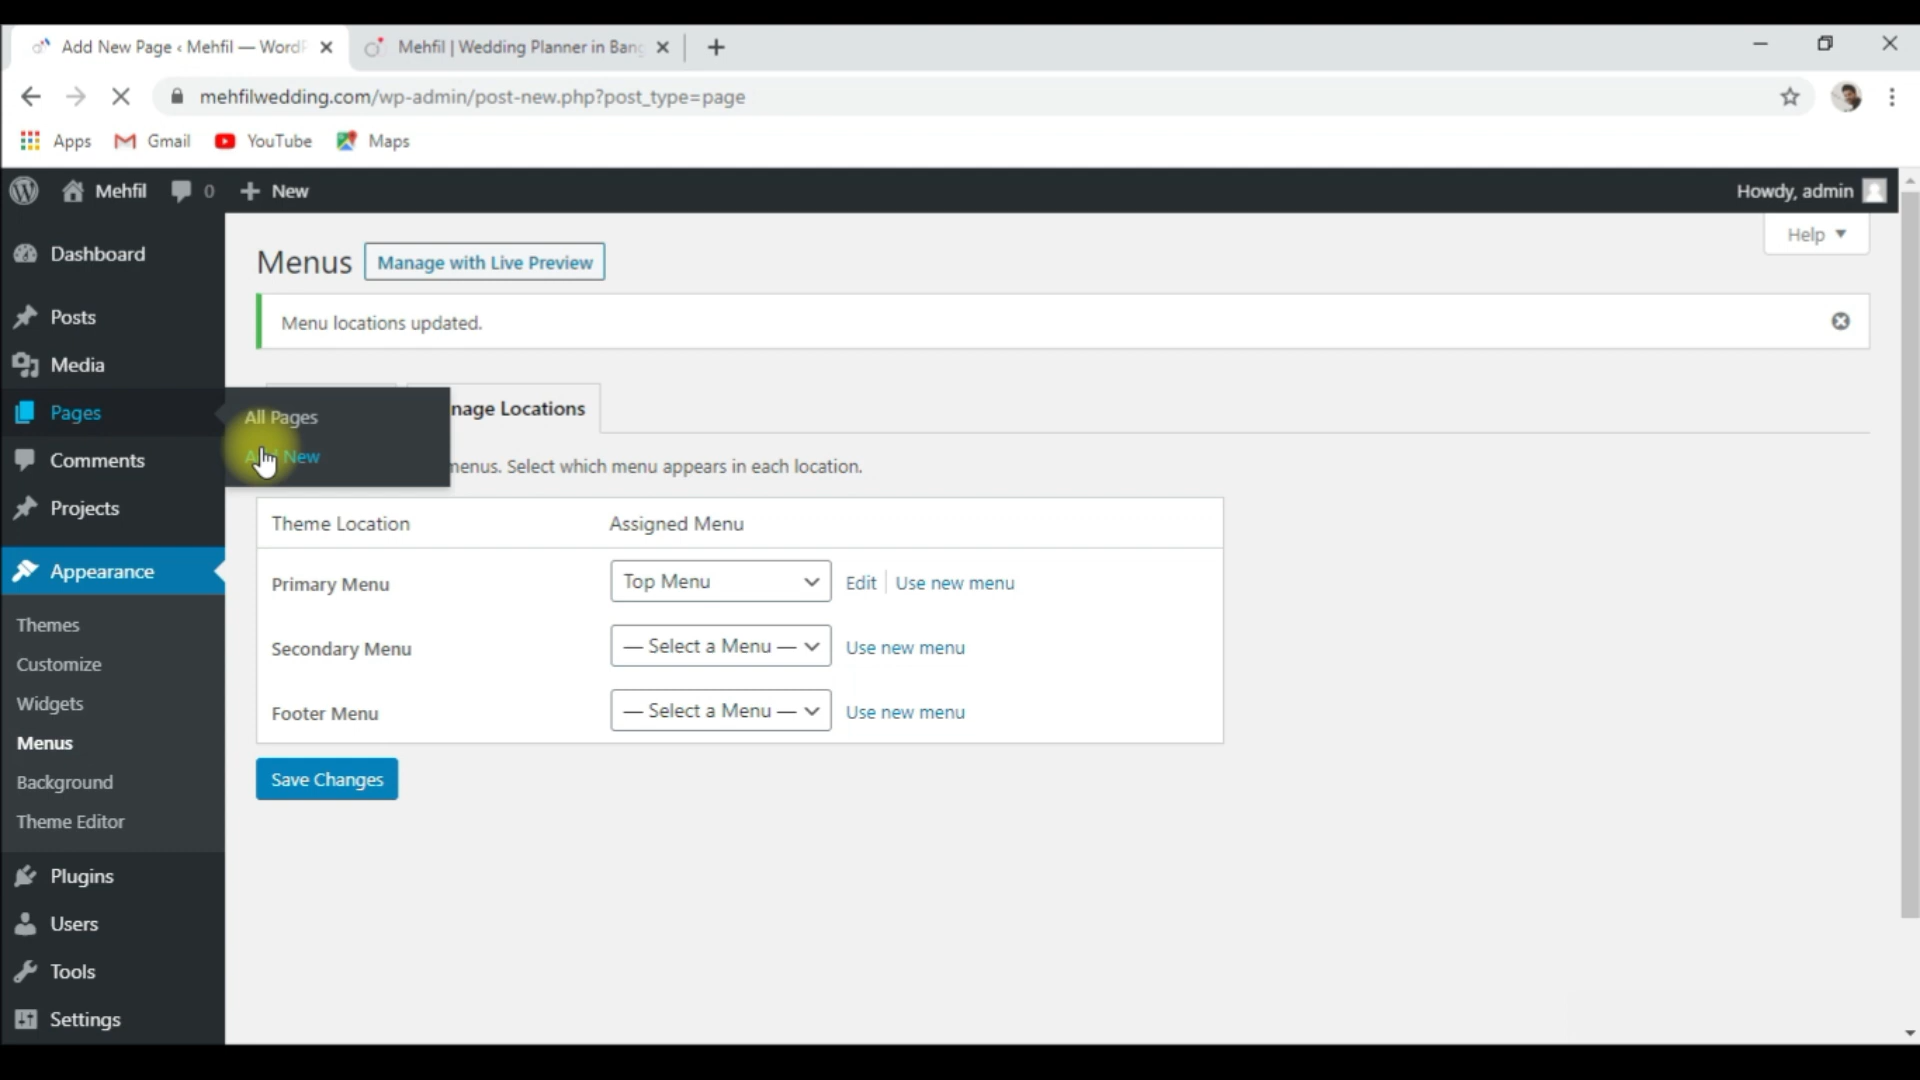 Add New Page ‹ Mehfil — WordP
Mehfil | Wedding Planner in Bang
mehfilwedding.com/wp-admin/post-new.php?post_type=page
Apps Gmail YouTube Maps
Mehfil 0 + New Howdy, admin
Help
Dashboard
Posts
Media
Pages
Comments
Projects
Appearance
Themes
Customize
Widgets
Menus
Background
Theme Editor
Plugins
Users
Tools
Settings
All Pages
New
Menus Manage with Live Preview
Menu locations updated.
nage Locations
menus. Select which menu appears in each location.
Theme Location Assigned Menu
Primary Menu Top Menu Edit Use new menu
Secondary Menu — Select a Menu — Use new menu
Footer Menu — Select a Menu — Use new menu
Save Changes